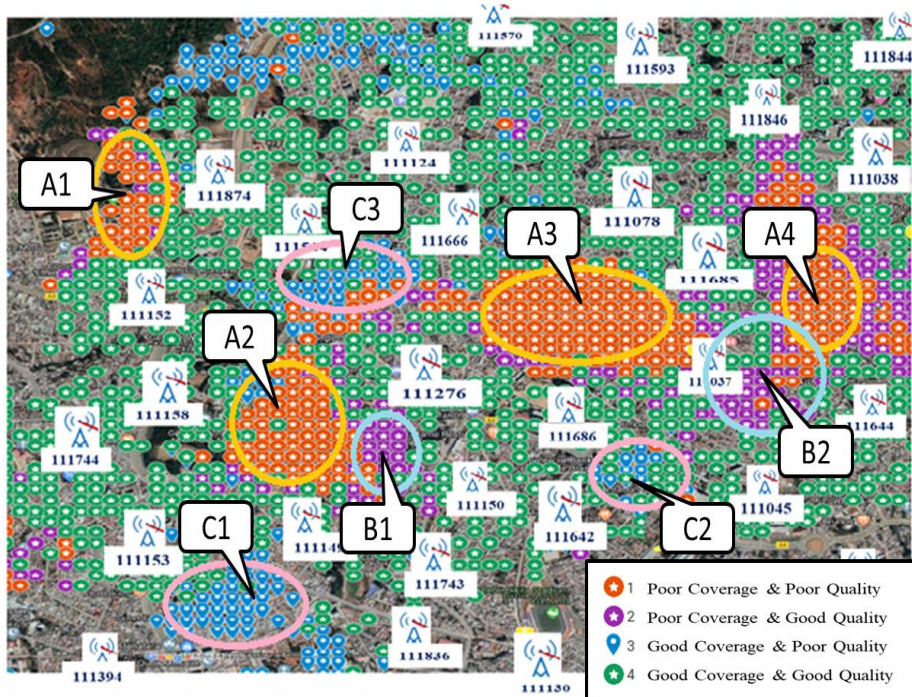 111570
111593
111844
111846
111124
111038
A1
111874
C3
111078
111666
A3
A4
111685
111152
A2
111037
111276
111158
111644
111686
111744
B2
111150
C1
B1
C2
111045
111642
111153
111743
1 Poor Coverage & Poor Quality
2 Poor Coverage & Good Quality
3 Good Coverage & Poor Quality
4 Good Coverage & Good Quality
111836
111394
111130